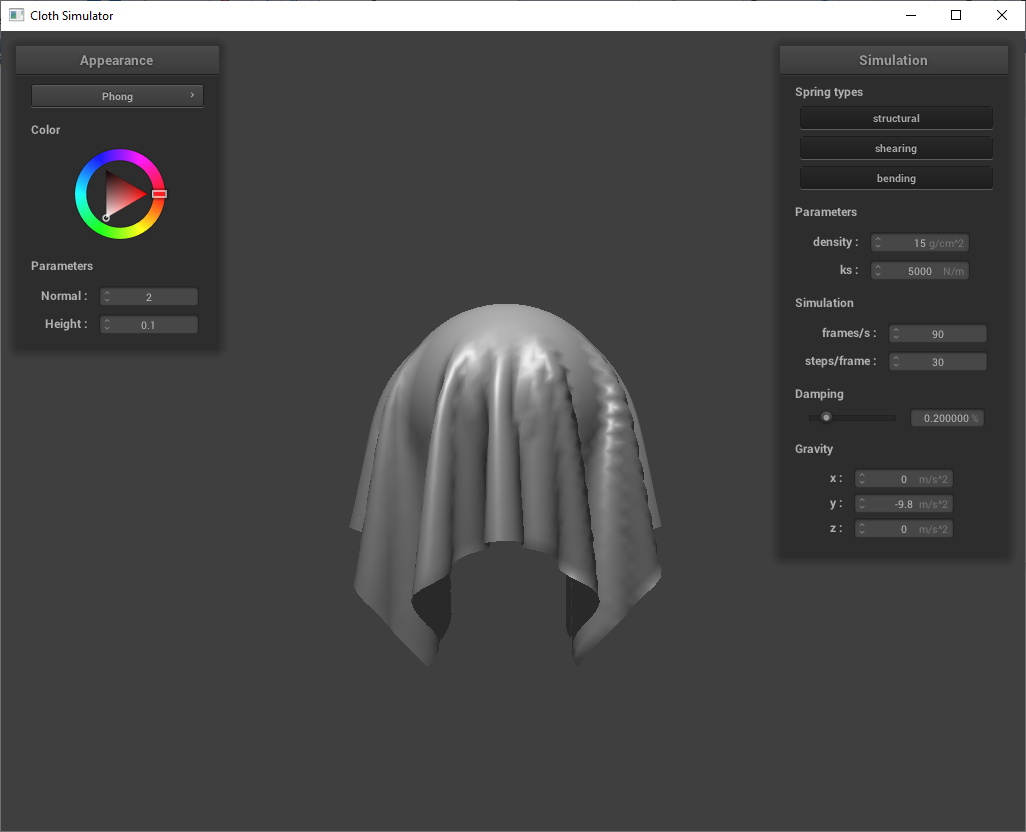 Cloth Simulator
Appearance
Phong
Color
Parameters
Normal : 2
Height : 0.1
Simulation
Spring types
structural
shearing
bending
Parameters
density : 15 g/cm^2
ks : 5000 N/m
Simulation
frames/s : 90
steps/frame : 30
Damping
0.200000 %
Gravity
x : 0 m/s^2
y : -9.8 m/s^2
z : 0 m/s^2